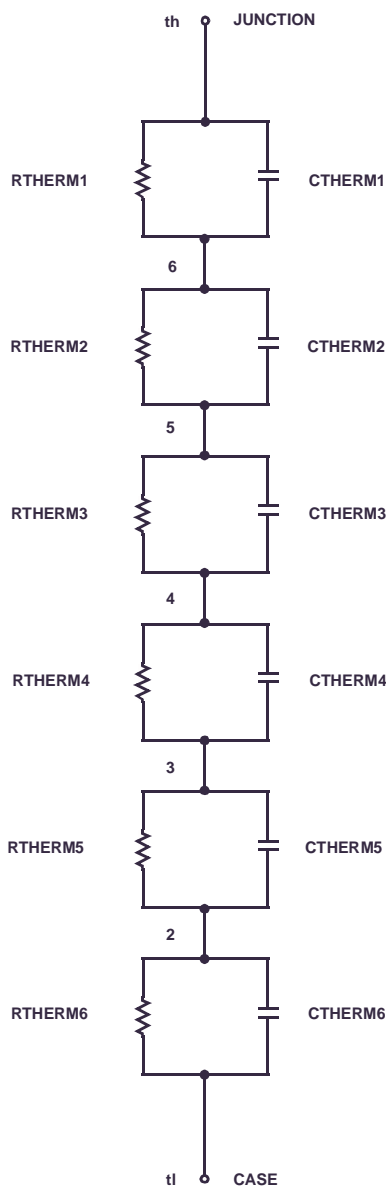 th JUNCTION
RTHERM1 CTHERM1
6
RTHERM2 CTHERM2
5
RTHERM3 CTHERM3
4
RTHERM4 CTHERM4
3
RTHERM5 CTHERM5
2
RTHERM6 CTHERM6
tl CASE